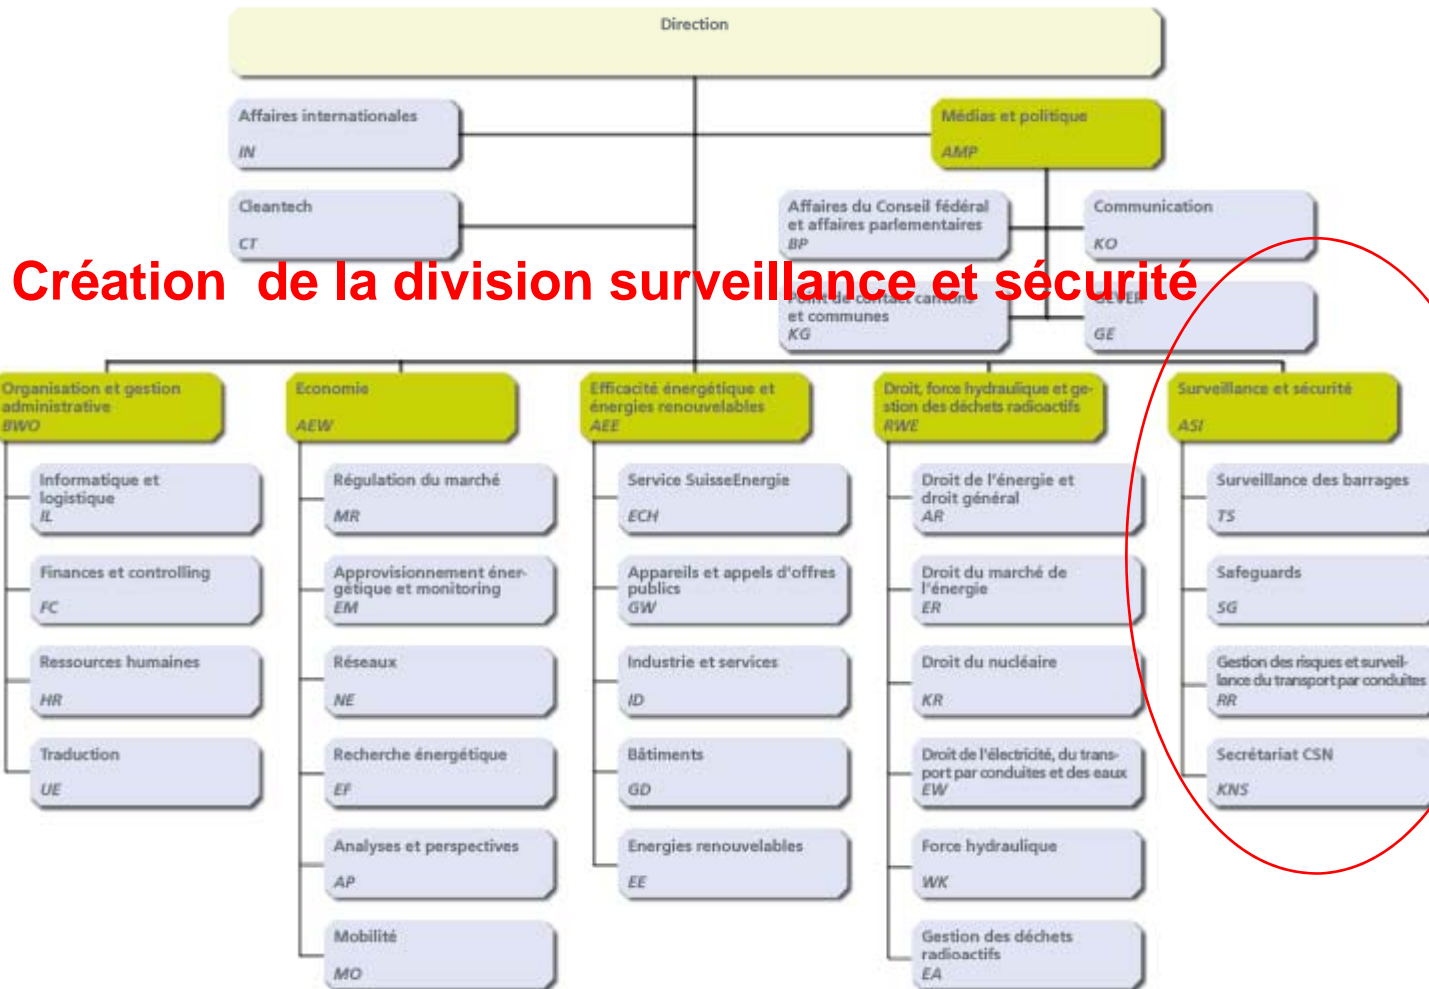 Direction
Affaires internationales
IN
Médias et politique
AMP
Cleantech
CT
Affaires du Conseil fédéral
et affaires parlementaires
BP
Communication
KO
Création de la division surveillance et sécurité
Point de contact cantons
et communes
KG
GEVER
GE
Organisation et gestion
administrative
BWO
Informatique et
logistique
IL
Finances et controlling
FC
Ressources humaines
HR
Traduction
UE
Economie
AEW
Régulation du marché
MR
Approvisionnement éner-
gétique et monitoring
EM
Réseaux
NE
Recherche énergétique
EF
Analyses et perspectives
AP
Mobilité
MO
Efficacité énergétique et
énergies renouvelables
AEE
Service SuisseEnergie
ECH
Appareils et appels d'offres
publics
GW
Industrie et services
ID
Bâtiments
GD
Energies renouvelables
EE
Droit, force hydraulique et ge-
stion des déchets radioactifs
RWE
Droit de l'énergie et
droit général
AR
Droit du marché de
l'énergie
ER
Droit du nucléaire
KR
Droit de l'électricité, du trans-
port par conduites et des eaux
EW
Force hydraulique
WK
Gestion des déchets
radioactifs
EA
Surveillance et sécurité
ASI
Surveillance des barrages
TS
Safeguards
SG
Gestion des risques et surveil-
lance du transport par conduites
RR
Secrétariat CSN
KNS